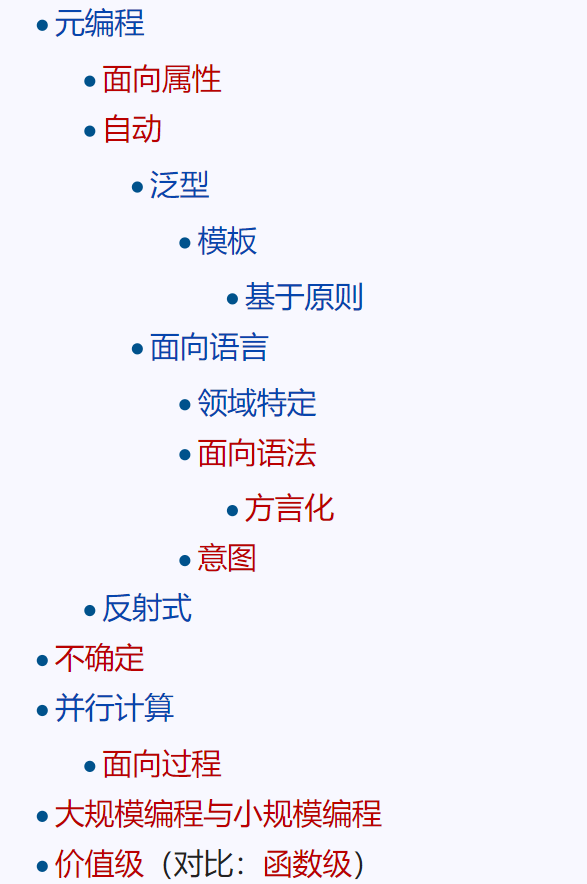 元编程
面向属性
自动
泛型
模板
基于原则
面向语言
领域特定
面向语法
方言化
意图
反射式
不确定
并行计算
面向过程
大规模编程与小规模编程
价值级（对比：函数级）